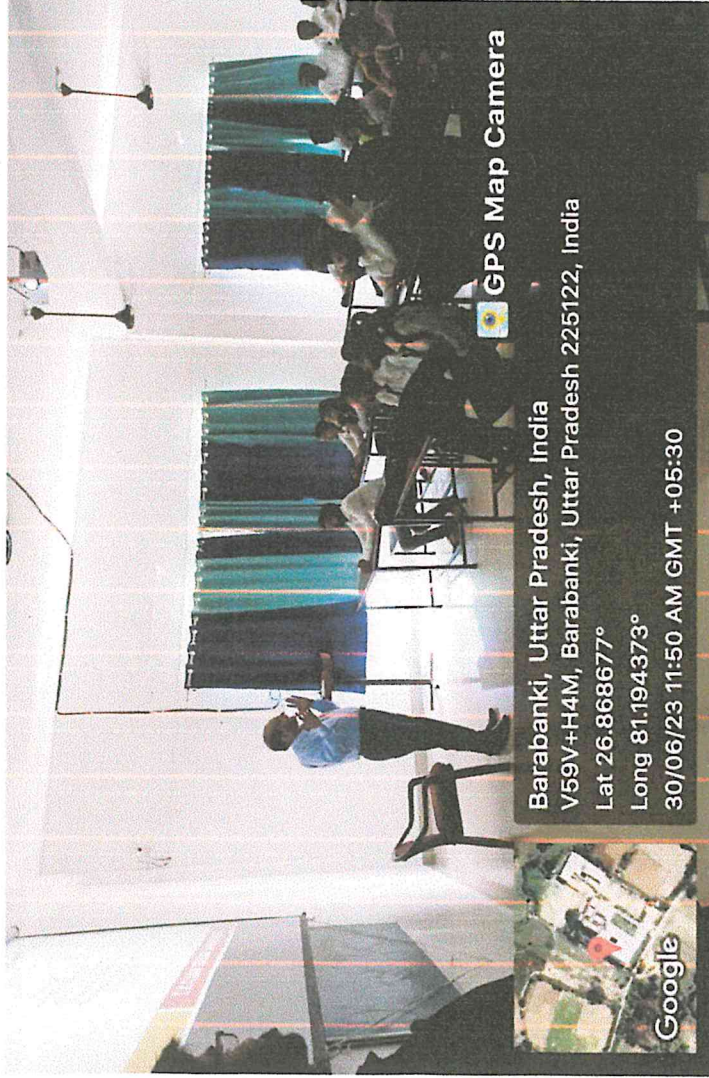 GPS Map Camera
Barabanki, Uttar Pradesh, India
V59V+H4M, Barabanki, Uttar Pradesh 225122, India
Lat 26.868677°
Long 81.194373°
30/06/23 11:50 AM GMT +05:30
Google